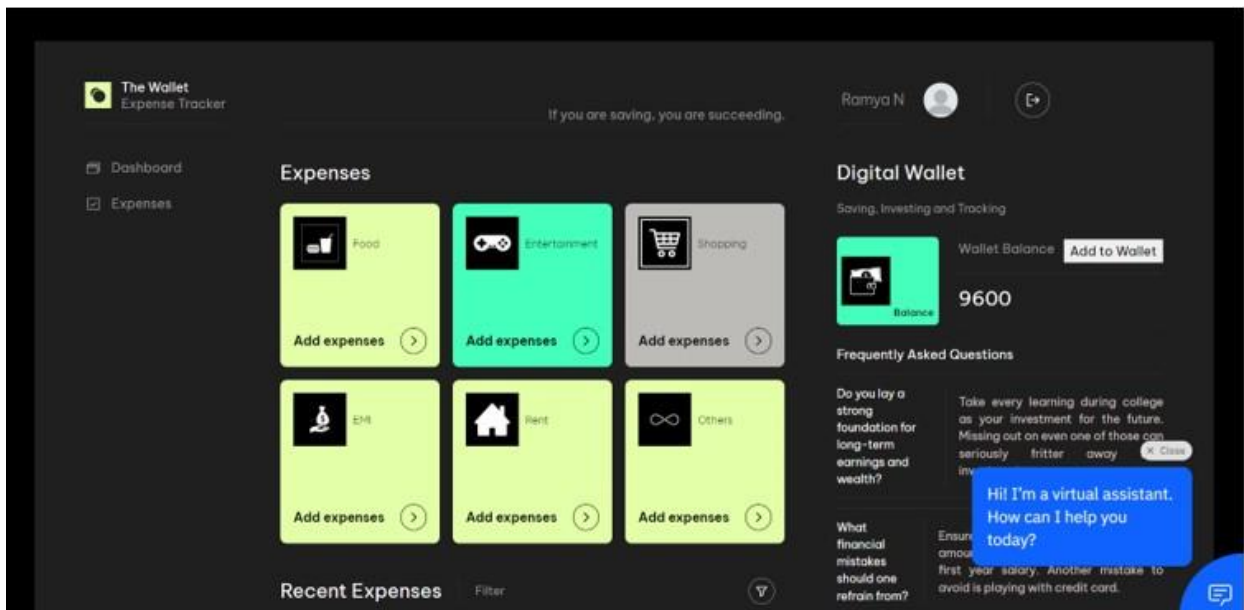 The Wallet
Expense Tracker
If you are saving, you are succeeding.
Ramya N
Dashboard
Expenses
Expenses
Food
Add expenses
Entertainment
Add expenses
Shopping
Add expenses
EMI
Add expenses
Rent
Add expenses
Others
Add expenses
Recent Expenses
Filter
Digital Wallet
Saving, Investing and Tracking
Balance
Wallet Balance
Add to Wallet
9600
Frequently Asked Questions
Do you lay a
strong
foundation for
long-term
earnings and
wealth?
Take every learning during college
as your investment for the future.
Missing out on even one of those can
seriously fritter away
What
financial
mistakes
should one
refrain from?
first year salary. Another mistake to
avoid is playing with credit card.
× Close
Hi! I'm a virtual assistant.
How can I help you
today?